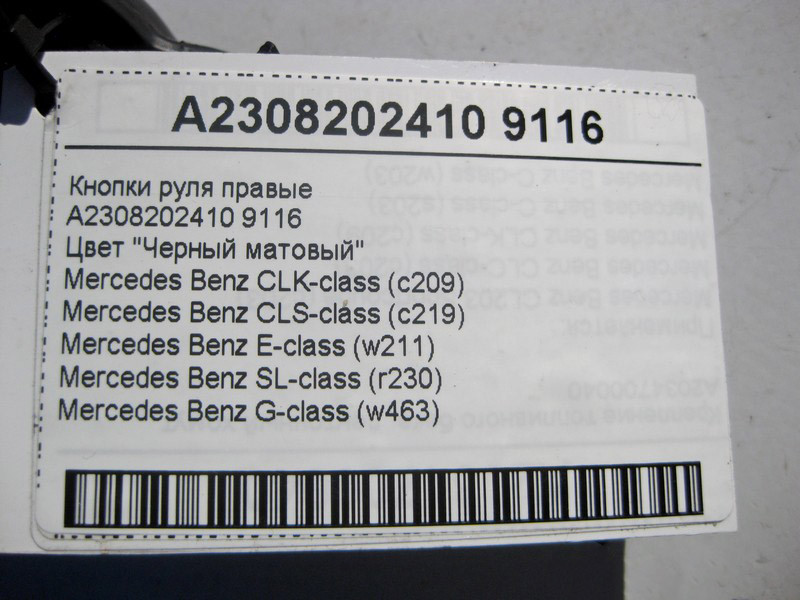 A2308202410 9116
Кнопки руля правые
A2308202410 9116
Цвет "Черный матовый"
Mercedes Benz CLK-class (c209)
Mercedes Benz CLS-class (c219)
Mercedes Benz E-class (w211)
Mercedes Benz SL-class (r230)
Mercedes Benz G-class (w463)